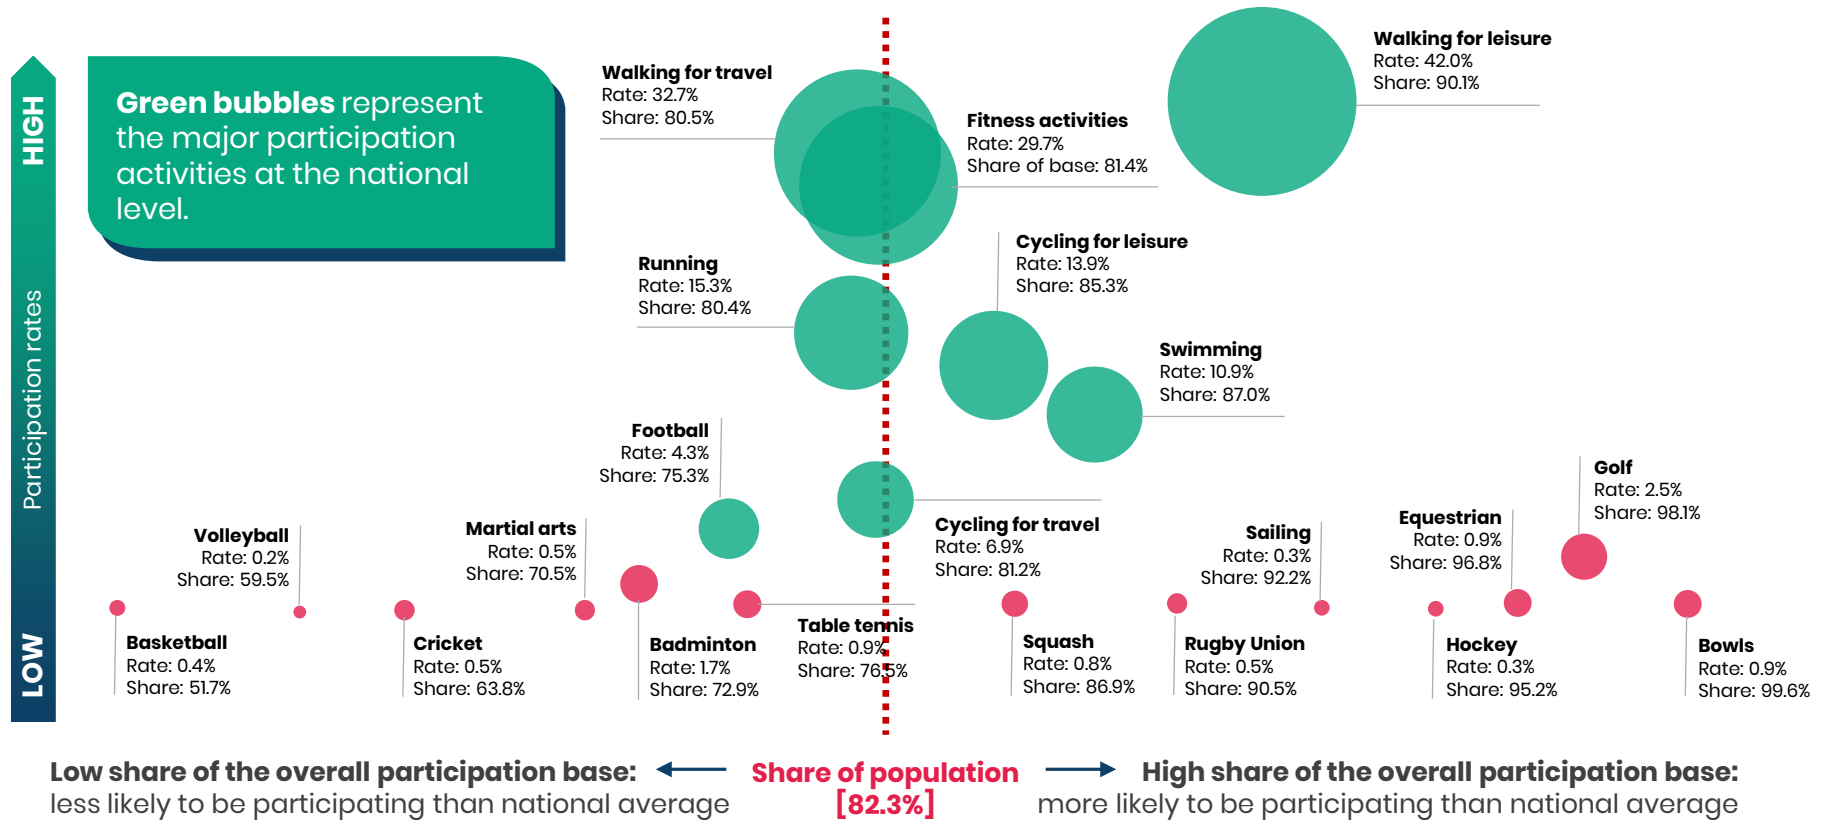 HIGH
Participation rates
LOW
Green bubbles represent
the major participation
activities at the national
level.
Walking for travel
Rate: 32.7%
Share: 80.5%
Walking for leisure
Rate: 42.0%
Share: 90.1%
Fitness activities
Rate: 29.7%
Share of base: 81.4%
Running
Rate: 15.3%
Share: 80.4%
Cycling for leisure
Rate: 13.9%
Share: 85.3%
Swimming
Rate: 10.9%
Share: 87.0%
Football
Rate: 4.3%
Share: 75.3%
Cycling for travel
Rate: 6.9%
Share: 81.2%
Volleyball
Rate: 0.2%
Share: 59.5%
Martial arts
Rate: 0.5%
Share: 70.5%
Sailing
Rate: 0.3%
Share: 92.2%
Equestrian
Rate: 0.9%
Share: 96.8%
Golf
Rate: 2.5%
Share: 98.1%
Basketball
Rate: 0.4%
Share: 51.7%
Cricket
Rate: 0.5%
Share: 63.8%
Badminton
Rate: 1.7%
Share: 72.9%
Table tennis
Rate: 0.9%
Share: 76.5%
Squash
Rate: 0.8%
Share: 86.9%
Rugby Union
Rate: 0.5%
Share: 90.5%
Hockey
Rate: 0.3%
Share: 95.2%
Bowls
Rate: 0.9%
Share: 99.6%
Low share of the overall participation base:
less likely to be participating than national average
Share of population
[82.3%]
High share of the overall participation base:
more likely to be participating than national average